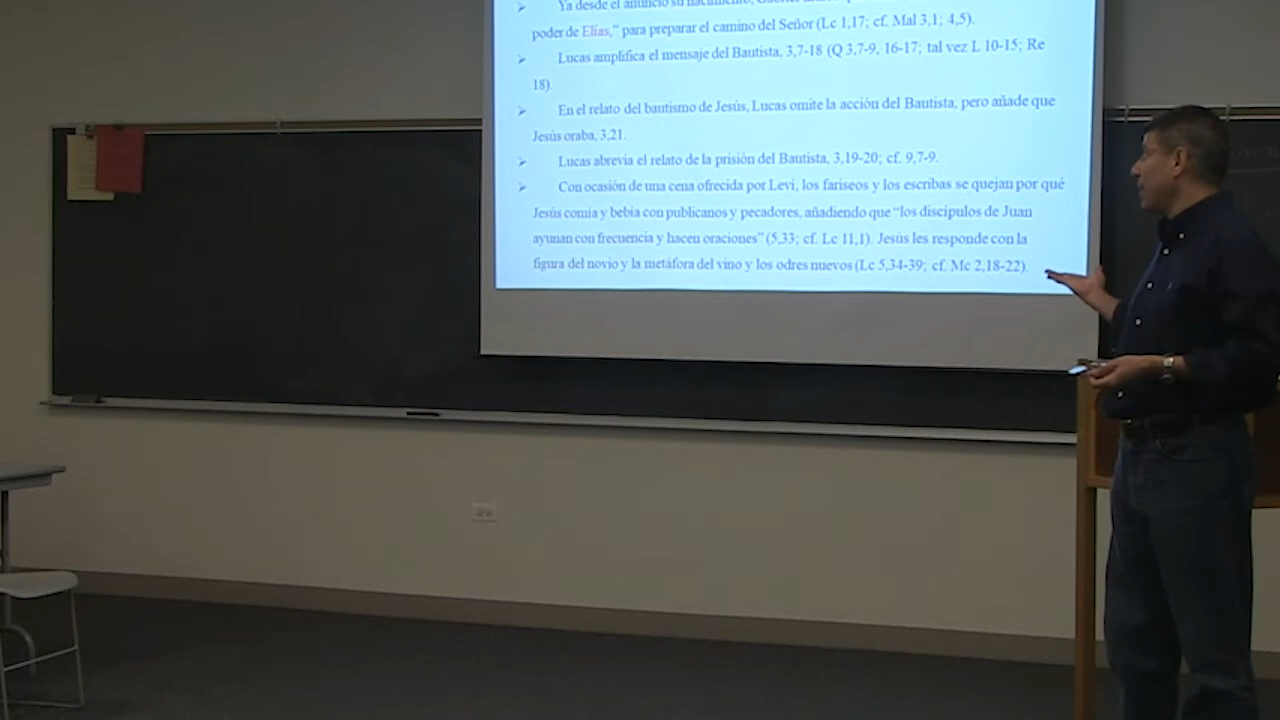 Ya desde el anuncio su nacimiento, Gabriel
poder de Elías,” para preparar el camino del Señor (Lc 1,17; cf. Mal 3,1; 4,5).
Lucas amplifica el mensaje del Bautista, 3,7-18 (Q 3,7-9, 16-17; tal vez L 10-15; Re
18).
En el relato del bautismo de Jesús, Lucas omite la acción del Bautista, pero añade que
Jesús oraba, 3,21.
Lucas abrevia el relato de la prisión del Bautista, 3,19-20; cf. 9,7-9.
Con ocasión de una cena ofrecida por Leví, los fariseos y los escribas se quejan por qué
Jesús comía y bebía con publicanos y pecadores, añadiendo que “los discípulos de Juan
ayunan con frecuencia y hacen oraciones” (5,33; cf. Lc 11,1). Jesús les responde con la
figura del novio y la metáfora del vino y los odres nuevos (Lc 5,34-39; cf. Mc 2,18-22).